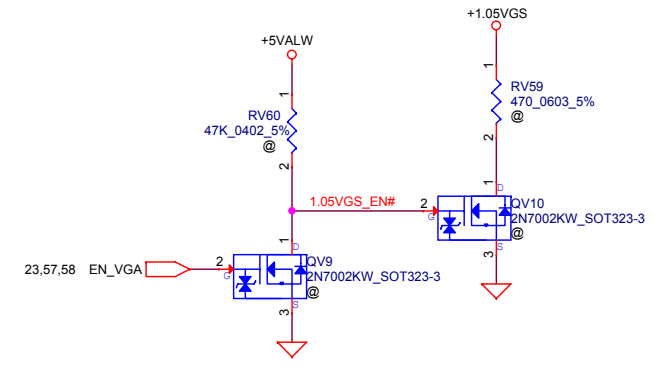 +1.05VGS
+5VALW
1
RV59
470_0603_5%
@
2
1
RV60
47K_0402_5%
@
2
1.05VGS_EN#
2
G
1
D
QV10
2N7002KW_SOT323-3
@
S
3
23,57,58 EN_VGA
2
G
1
D
QV9
2N7002KW_SOT323-3
@
S
3